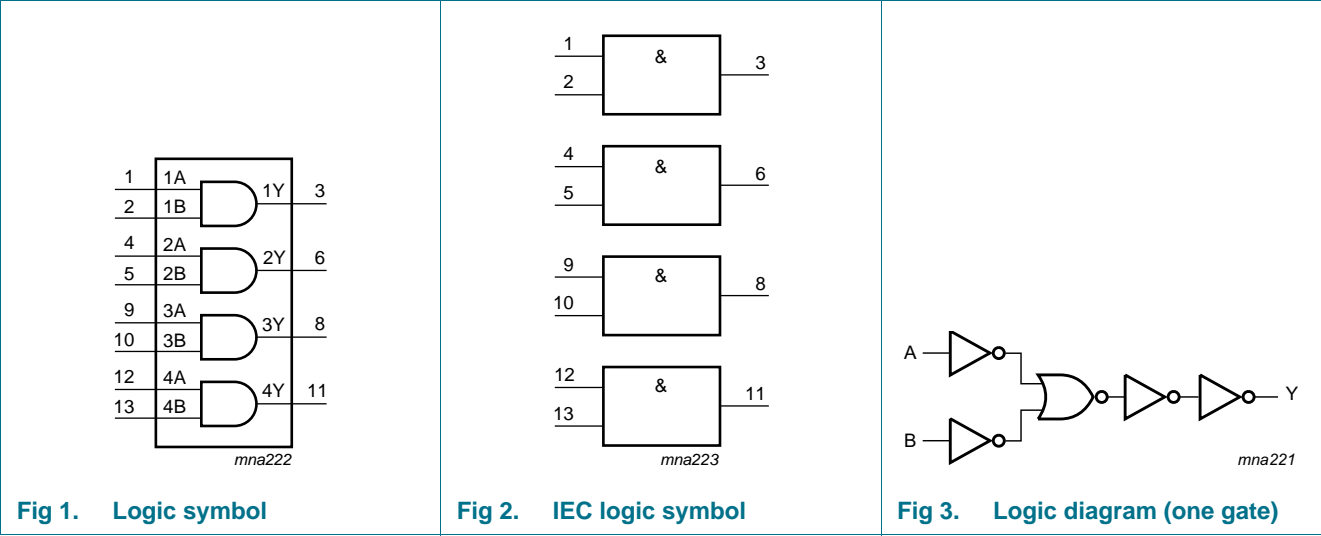 1 1A 1Y 3
2 1B
4 2A 2Y 6
5 2B
9 3A 3Y 8
10 3B
12 4A 4Y 11
13 4B
mna222
Fig 1. Logic symbol
1 & 3
2
4 & 6
5
9 & 8
10
12 & 11
13
mna223
Fig 2. IEC logic symbol
A
Y
B
mna221
Fig 3. Logic diagram (one gate)